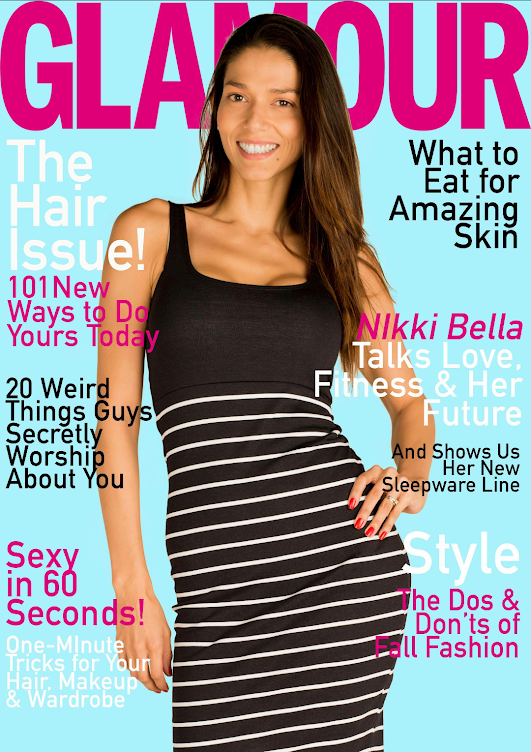 GLAMOUR
The
Hair
Issue!
101New
Ways to Do
Yours Today
20 Weird
Things Guys
Secretly
Worship
About You
Sexy
in 60
Seconds!
One-MInute
Tricks for Your
Hair, Makeup
& Wardrobe
What to
Eat for
Amazing
Skin
NIkki Bella
Talks Love,
Fitness & Her
Future
And Shows Us
Her New
Sleepware Line
Style
The Dos &
Don'ts of
Fall Fashion